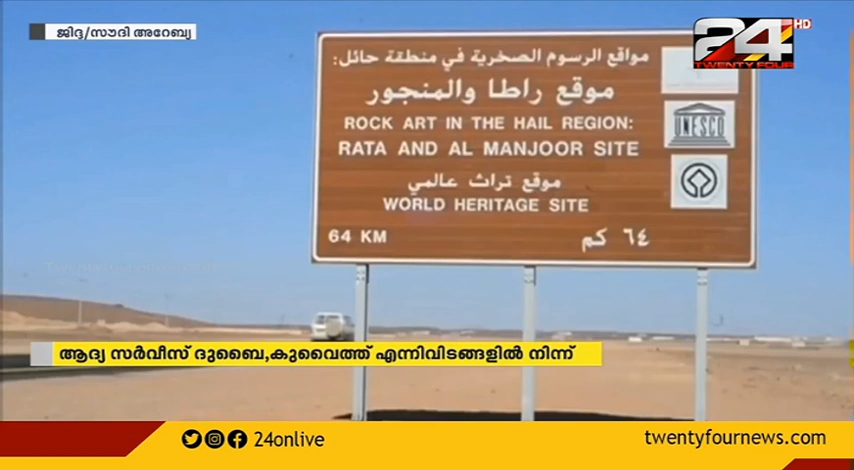 ജിദ്ദ/സൗദി അറേബ്യ
24 HD
TWENTY FOUR
مواقع الرسوم الصخرية في منطقة حائل:
موقع راطا والمنجور
ROCK ART IN THE HAIL REGION:
RATA AND AL MANJOOR SITE
موقع تراث عالمي
WORLD HERITAGE SITE
64 KM
٦٤ كم
UNESCO
ആദ്യ സർവീസ് ദുബൈ,കുവൈത്ത് എന്നിവിടങ്ങളിൽ നിന്ന്
24onlive
twentyfournews.com